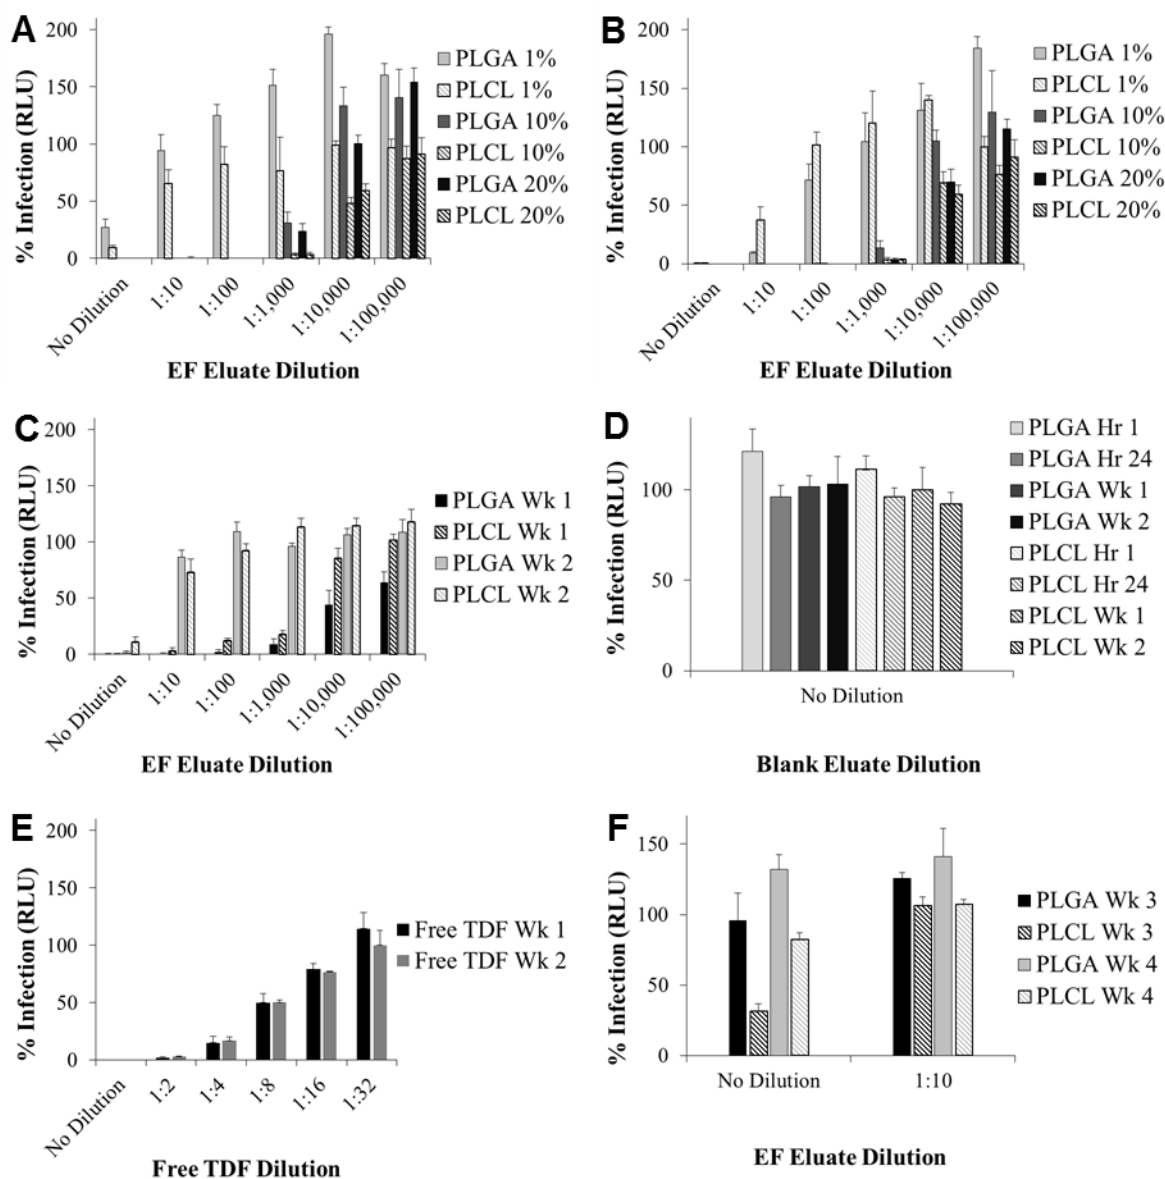 A
% Infection (RLU)
200
150
100
50
0
No Dilution
1:10
1:100
1:1,000
1:10,000
1:100,000
EF Eluate Dilution
PLGA 1%
PLCL 1%
PLGA 10%
PLCL 10%
PLGA 20%
PLCL 20%
B
% Infection (RLU)
200
150
100
50
0
No Dilution
1:10
1:100
1:1,000
1:10,000
1:100,000
EF Eluate Dilution
PLGA 1%
PLCL 1%
PLGA 10%
PLCL 10%
PLGA 20%
PLCL 20%
C
% Infection (RLU)
200
150
100
50
0
No Dilution
1:10
1:100
1:1,000
1:10,000
1:100,000
EF Eluate Dilution
PLGA Wk 1
PLCL Wk 1
PLGA Wk 2
PLCL Wk 2
D
% Infection (RLU)
100
50
0
No Dilution
Blank Eluate Dilution
PLGA Hr 1
PLGA Hr 24
PLGA Wk 1
PLGA Wk 2
PLCL Hr 1
PLCL Hr 24
PLCL Wk 1
PLCL Wk 2
E
% Infection (RLU)
200
150
100
50
0
No Dilution
1:2
1:4
1:8
1:16
1:32
Free TDF Dilution
Free TDF Wk 1
Free TDF Wk 2
F
% Infection (RLU)
150
100
50
0
No Dilution
1:10
EF Eluate Dilution
PLGA Wk 3
PLCL Wk 3
PLGA Wk 4
PLCL Wk 4